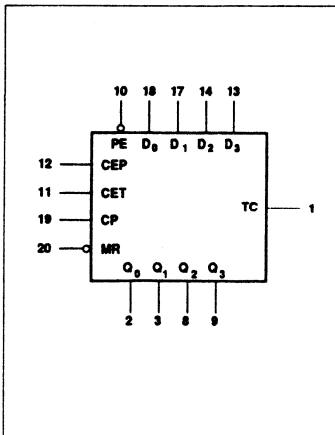 10 18 17 14 13
PE D0 D1 D2 D3
12 CEP
11 CET
19 CP
TC 1
20 MR
Q0 Q1 Q2 Q3
2 3 8 9